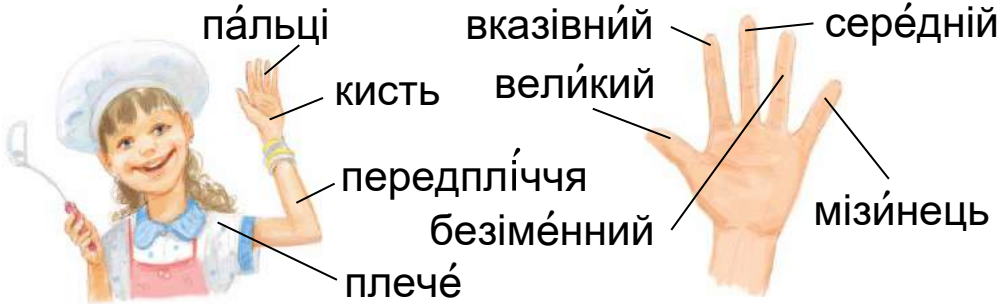 па́льці
кисть
передплі́ччя
плече́
вказівни́й
сере́дній
вели́кий
безіме́нний
мізи́нець